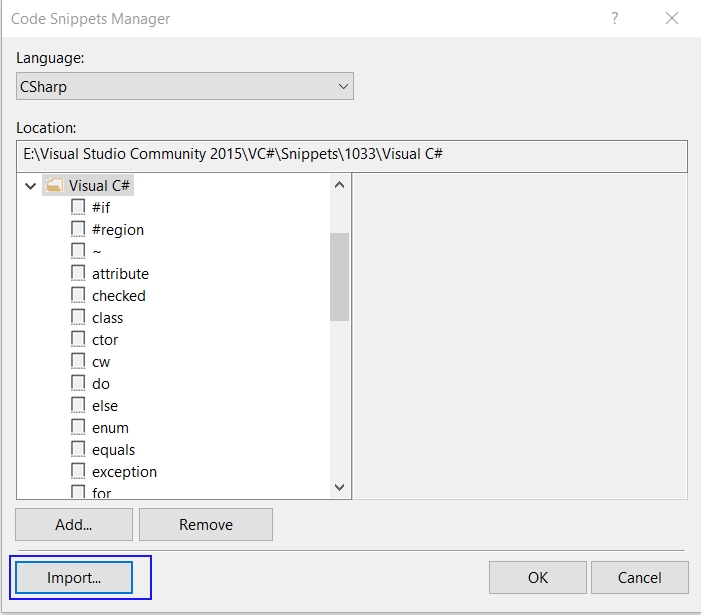 Code Snippets Manager ?
Language:
CSharp
Location:
E:\Visual Studio Community 2015\VC#\Snippets\1033\Visual C#
Visual C#
#if
#region
~
attribute
checked
class
ctor
cw
do
else
enum
equals
exception
for
Add... Remove
Import... OK Cancel